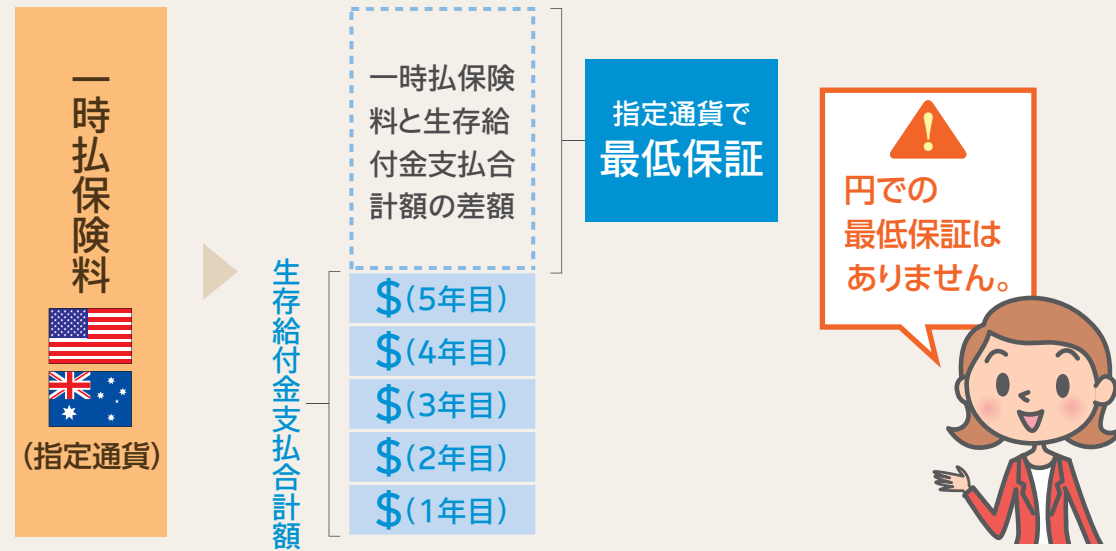 一時払保険料
(指定通貨)
一時払保険
料と生存給
付金支払合
計額の差額
指定通貨で
最低保証
円での
最低保証は
ありません。
生存給付金支払合計額
$(5年目)
$(4年目)
$(3年目)
$(2年目)
$(1年目)